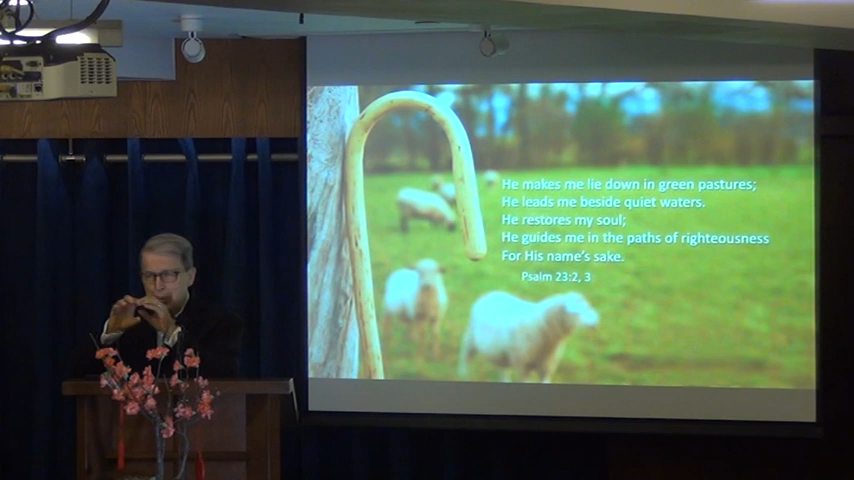 He makes me lie down in green pastures;
He leads me beside quiet waters.
He restores my soul;
He guides me in the paths of righteousness
For His name's sake.
Psalm 23:2, 3